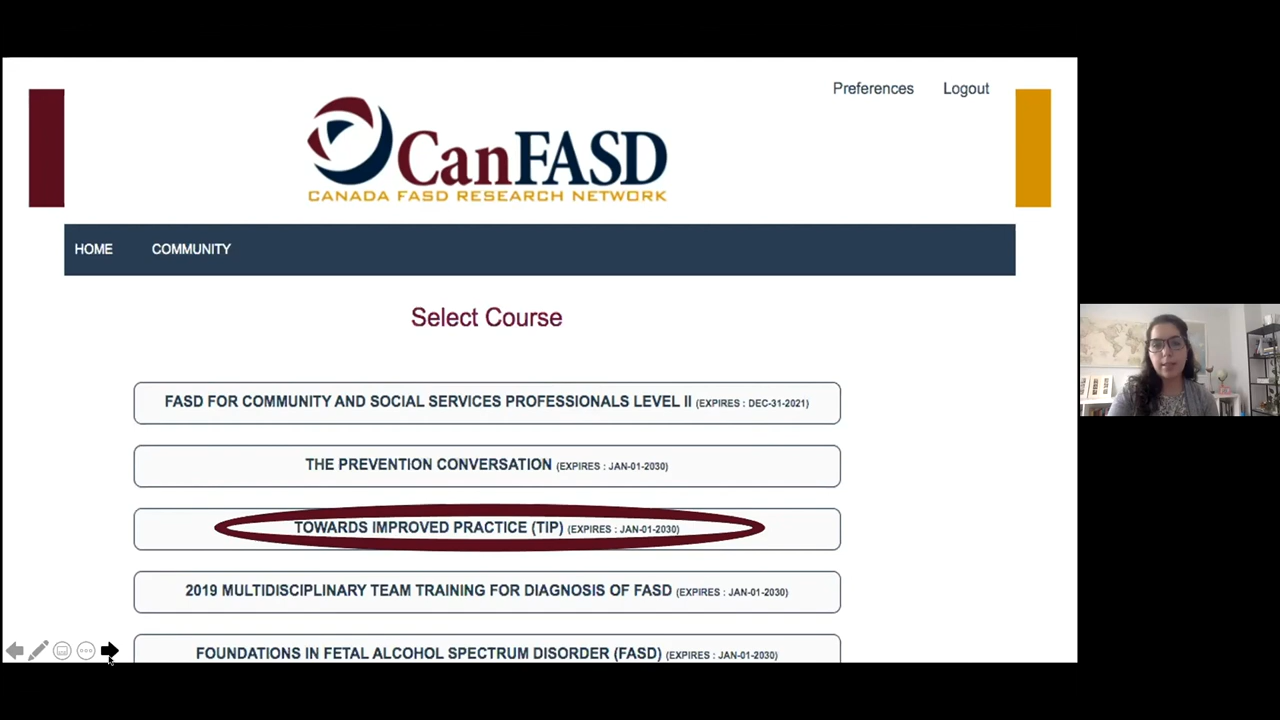 Preferences
Logout
CanFASD
CANADA FASD RESEARCH NETWORK
HOME
COMMUNITY
Select Course
FASD FOR COMMUNITY AND SOCIAL SERVICES PROFESSIONALS LEVEL II (EXPIRES : DEC-31-2021)
THE PREVENTION CONVERSATION (EXPIRES : JAN-01-2030)
TOWARDS IMPROVED PRACTICE (TIP) (EXPIRES : JAN-01-2030)
2019 MULTIDISCIPLINARY TEAM TRAINING FOR DIAGNOSIS OF FASD (EXPIRES : JAN-01-2030)
FOUNDATIONS IN FETAL ALCOHOL SPECTRUM DISORDER (FASD) (EXPIRES : JAN-01-2030)